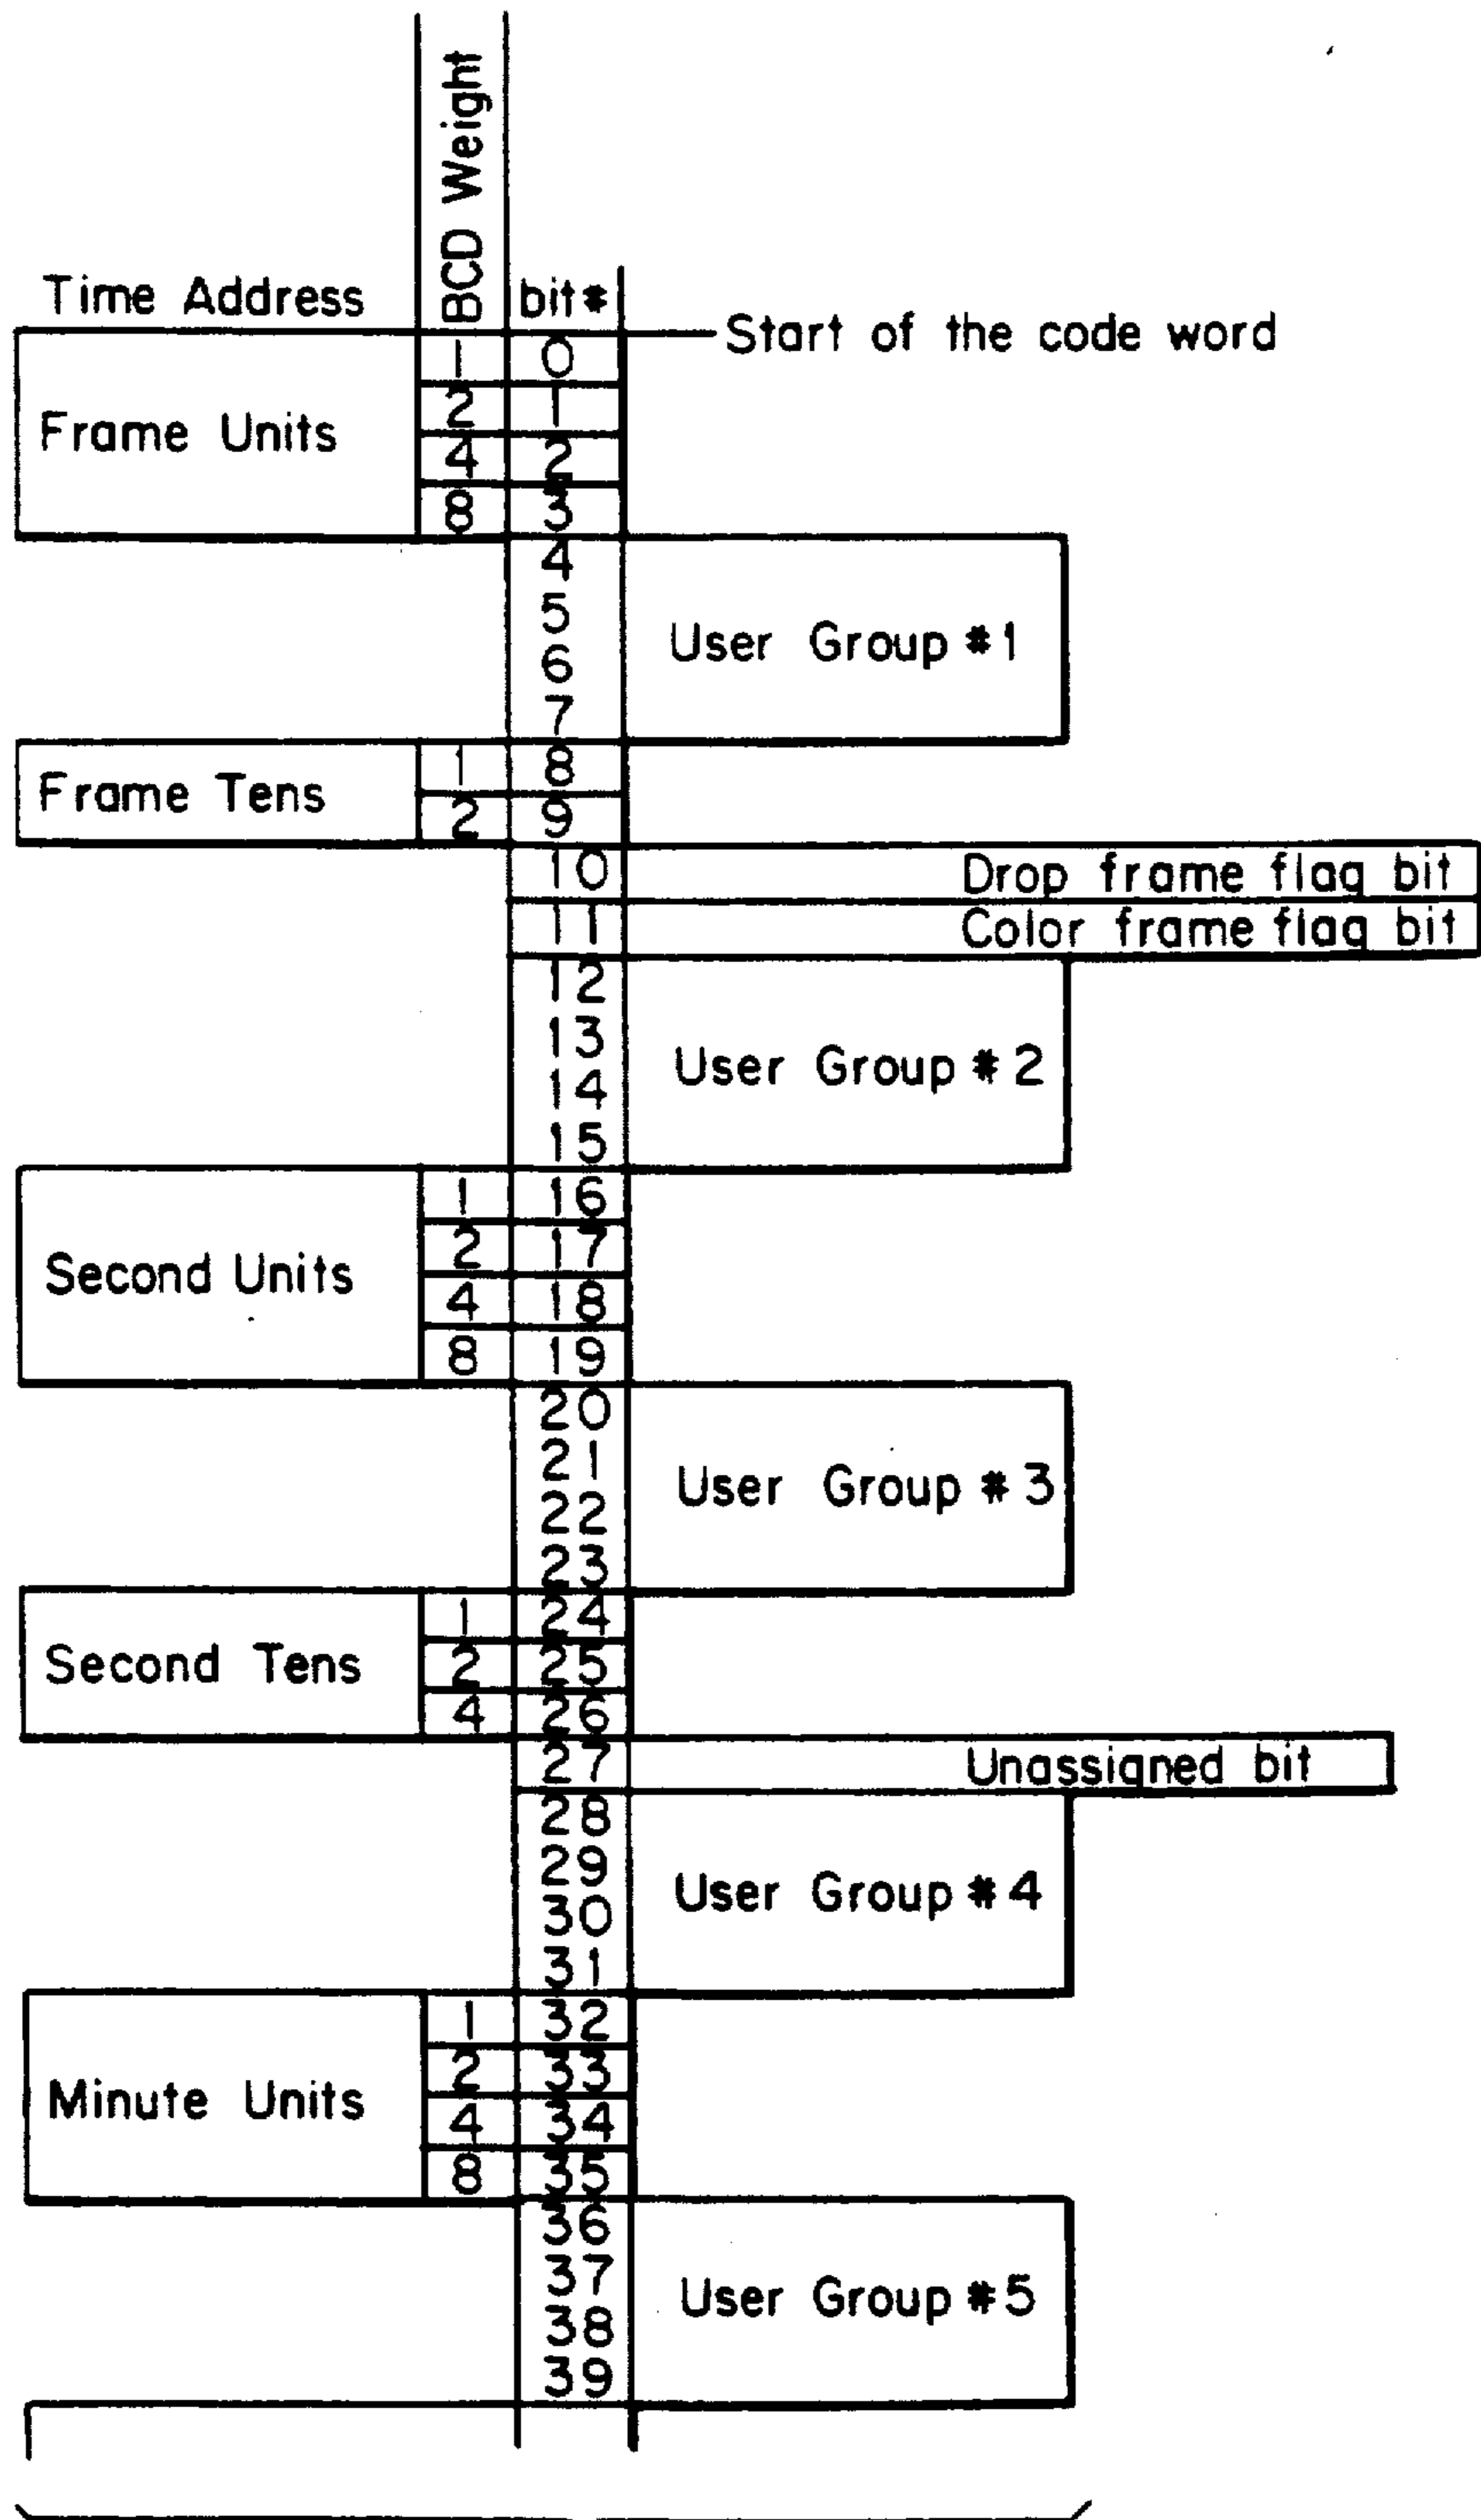 BCD Weight
Time Address bit#
Start of the code word
1 0
Frame Units 2 1
4 2
8 3
4
5
User Group #1
6
7
Frame Tens 1 8
2 9
10 Drop frame flag bit
11 Color frame flag bit
12
13
User Group #2
14
15
1 16
Second Units 2 17
4 18
8 19
20
21
User Group #3
22
23
1 24
Second Tens 2 25
4 26
27 Unassigned bit
28
29
User Group #4
30
31
1 32
Minute Units 2 33
4 34
8 35
36
37
User Group #5
38
39